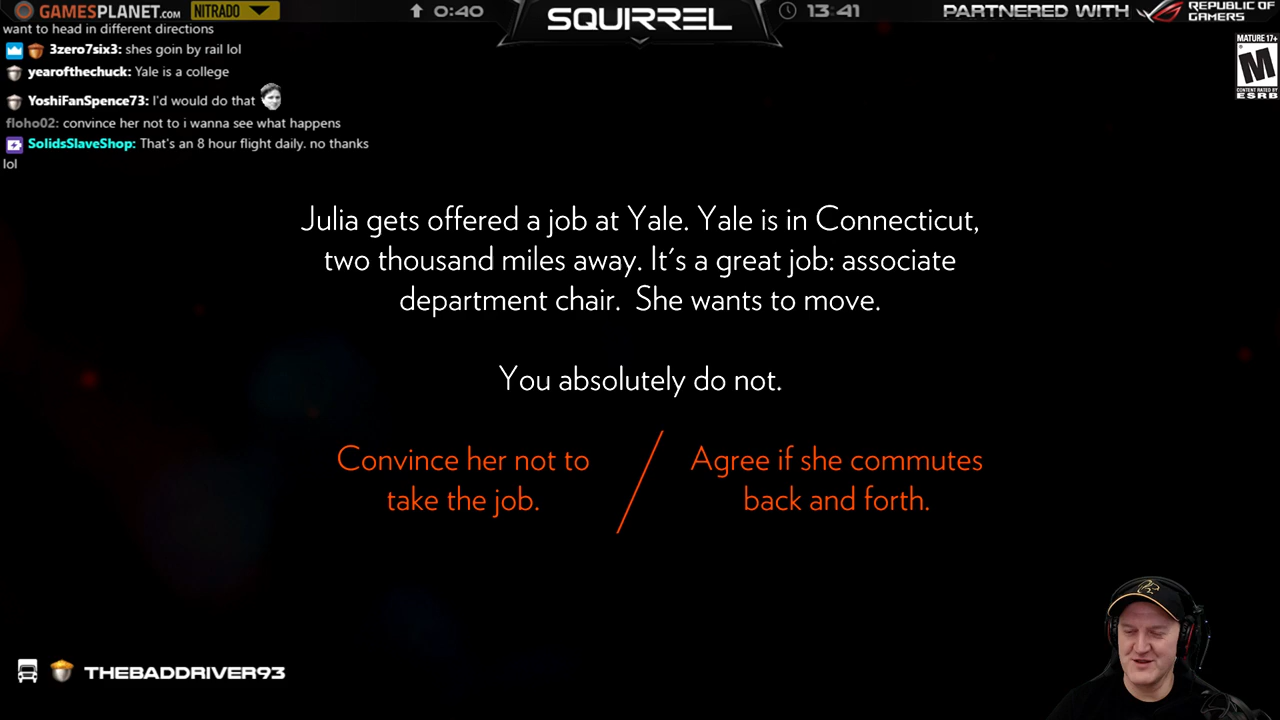 GAMESPLANET.COM NITRADO
0:40
SQUIRREL
13:41
PARTNERED WITH
REPUBLIC OF
GAMERS
want to head in different directions
3zero7six3: shes goin by rail lol
yearofthechuck: Yale is a college
YoshiFanSpence73: I'd would do that
floho02: convince her not to i wanna see what happens
SolidsSlaveShop: That's an 8 hour flight daily. no thanks
lol
MATURE 17+
M
CONTENT RATED BY
ESRB
Julia gets offered a job at Yale. Yale is in Connecticut,
two thousand miles away. It's a great job: associate
department chair. She wants to move.
You absolutely do not.
Convince her not to
take the job.
Agree if she commutes
back and forth.
THEBADDRIVER93